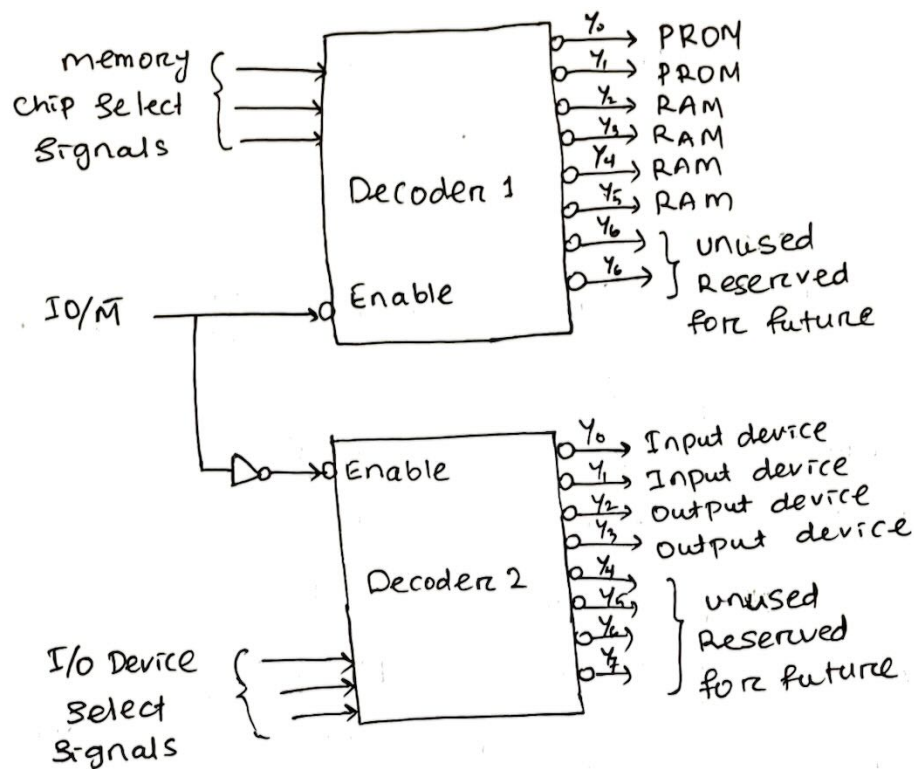 memory
chip select
signals
Y₀ PROM
Y₁ PROM
Y₂ RAM
Y₃ RAM
Y₄ RAM
Y₅ RAM
Y₆
Y₆
unused
Reserved
for future
Decoder 1
Enable
IO/M̅
Enable
Decoder 2
Y₀ Input device
Y₁ Input device
Y₂ Output device
Y₃ Output device
Y₄
Y₅
Y₆
Y₇
unused
Reserved
for future
I/O Device
select
signals